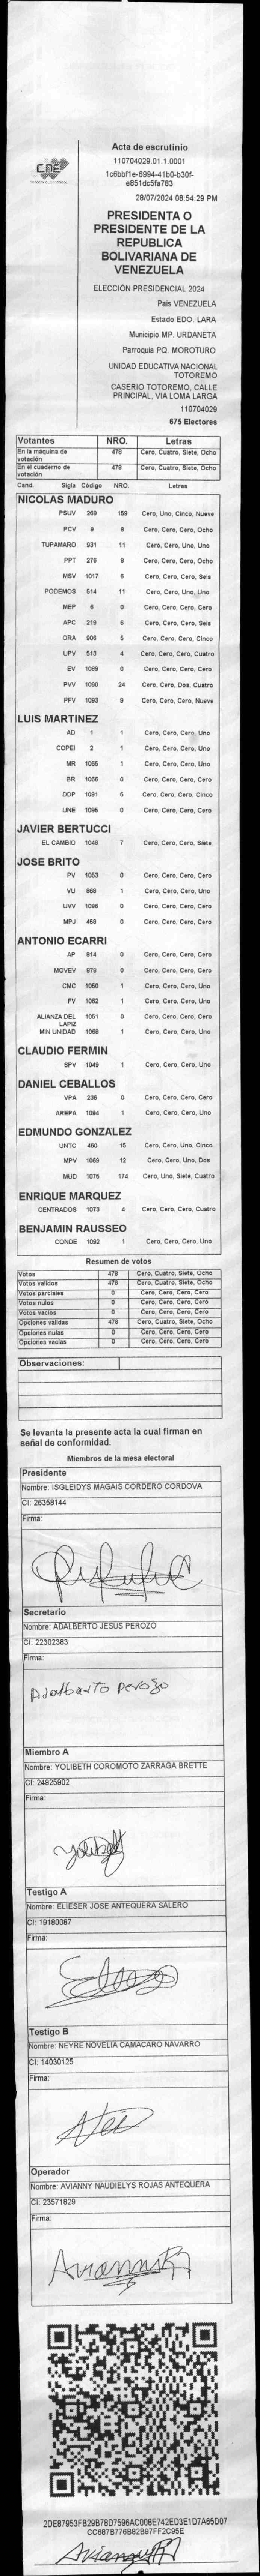 Acta de escrutinio
110704029.01.1.0001
1c6bbf1e-6994-41b0-b30f-
e851dc5fa783
28/07/2024 08:54:29 PM
CNE
PRESIDENTA O
PRESIDENTE DE LA
REPUBLICA
BOLIVARIANA DE
VENEZUELA
ELECCIÓN PRESIDENCIAL 2024
País VENEZUELA
Estado EDO. LARA
Municipio MP. URDANETA
Parroquia PQ. MOROTURO
UNIDAD EDUCATIVA NACIONAL
TOTOREMO
CASERIO TOTOREMO, CALLE
PRINCIPAL, VIA LOMA LARGA
110704029
675 Electores
Votantes NRO. Letras
En la máquina de votación 478 Cero, Cuatro, Siete, Ocho
En el cuaderno de votación 478 Cero, Cuatro, Siete, Ocho
Cand. Sigla Código NRO. Letras
NICOLAS MADURO
PSUV 269 159 Cero, Uno, Cinco, Nueve
PCV 9 8 Cero, Cero, Cero, Ocho
TUPAMARO 931 11 Cero, Cero, Uno, Uno
PPT 276 8 Cero, Cero, Cero, Ocho
MSV 1017 6 Cero, Cero, Cero, Seis
PODEMOS 514 11 Cero, Cero, Uno, Uno
MEP 6 0 Cero, Cero, Cero, Cero
APC 219 6 Cero, Cero, Cero, Seis
ORA 906 5 Cero, Cero, Cero, Cinco
UPV 513 4 Cero, Cero, Cero, Cuatro
EV 1089 0 Cero, Cero, Cero, Cero
PVV 1090 24 Cero, Cero, Dos, Cuatro
PFV 1093 9 Cero, Cero, Cero, Nueve
LUIS MARTINEZ
AD 1 1 Cero, Cero, Cero, Uno
COPEI 2 1 Cero, Cero, Cero, Uno
MR 1065 1 Cero, Cero, Cero, Uno
BR 1066 0 Cero, Cero, Cero, Cero
DDP 1091 5 Cero, Cero, Cero, Cinco
UNE 1095 0 Cero, Cero, Cero, Cero
JAVIER BERTUCCI
EL CAMBIO 1049 7 Cero, Cero, Cero, Siete
JOSE BRITO
PV 1053 0 Cero, Cero, Cero, Cero
VU 869 1 Cero, Cero, Cero, Uno
UVV 1096 0 Cero, Cero, Cero, Cero
MPJ 458 0 Cero, Cero, Cero, Cero
ANTONIO ECARRI
AP 814 0 Cero, Cero, Cero, Cero
MOVEV 879 0 Cero, Cero, Cero, Cero
CMC 1050 1 Cero, Cero, Cero, Uno
FV 1062 1 Cero, Cero, Cero, Uno
ALIANZA DEL LAPIZ 1051 0 Cero, Cero, Cero, Cero
MIN UNIDAD 1068 1 Cero, Cero, Cero, Uno
CLAUDIO FERMIN
SPV 1049 1 Cero, Cero, Cero, Uno
DANIEL CEBALLOS
VPA 236 0 Cero, Cero, Cero, Cero
AREPA 1094 1 Cero, Cero, Cero, Uno
EDMUNDO GONZALEZ
UNTC 460 15 Cero, Cero, Uno, Cinco
MPV 1069 12 Cero, Cero, Uno, Dos
MUD 1075 174 Cero, Uno, Siete, Cuatro
ENRIQUE MARQUEZ
CENTRADOS 1073 4 Cero, Cero, Cero, Cuatro
BENJAMIN RAUSSEO
CONDE 1092 1 Cero, Cero, Cero, Uno
Resumen de votos
Votos 478 Cero, Cuatro, Siete, Ocho
Votos validos 478 Cero, Cuatro, Siete, Ocho
Votos parciales 0 Cero, Cero, Cero, Cero
Votos nulos 0 Cero, Cero, Cero, Cero
Votos vacios 0 Cero, Cero, Cero, Cero
Opciones validas 478 Cero, Cuatro, Siete, Ocho
Opciones nulas 0 Cero, Cero, Cero, Cero
Opciones vacias 0 Cero, Cero, Cero, Cero
Observaciones:
Se levanta la presente acta la cual firman en
señal de conformidad.
Miembros de la mesa electoral
Presidente
Nombre: ISGLEIDYS MAGAIS CORDERO CORDOVA
CI: 26358144
Firma:
Secretario
Nombre: ADALBERTO JESUS PEROZO
CI: 22302383
Firma:
Adalberto Perozo
Miembro A
Nombre: YOLIBETH COROMOTO ZARRAGA BRETTE
CI: 24925902
Firma:
Testigo A
Nombre: ELIESER JOSE ANTEQUERA SALERO
CI: 19180087
Firma:
Testigo B
Nombre: NEYRE NOVELIA CAMACARO NAVARRO
CI: 14030125
Firma:
Operador
Nombre: AVIANNY NAUDIELYS ROJAS ANTEQUERA
CI: 23571829
Firma:
2DE87953FB29B78D7596AC008E742ED3E1D7A65D07
CC687B776B82B97FF2C95E